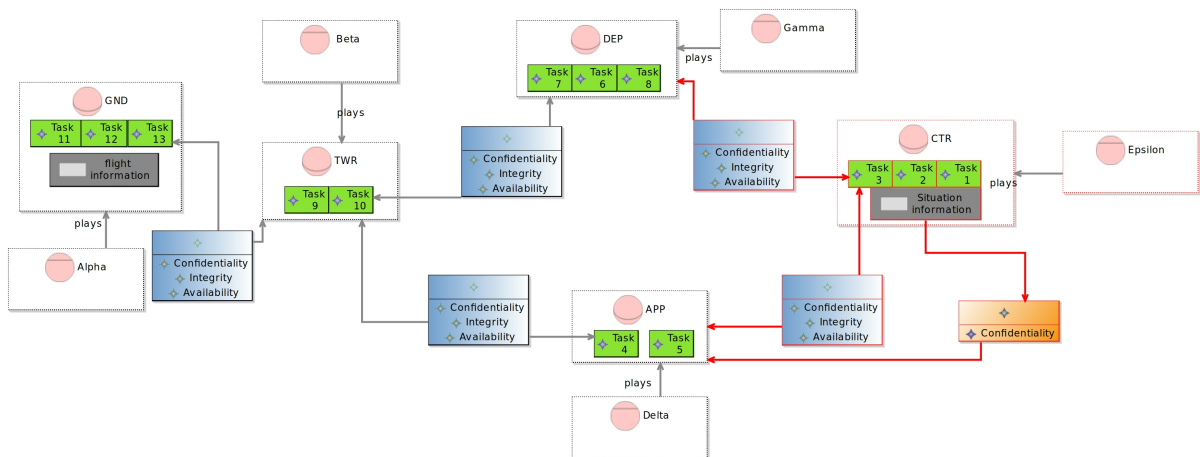 Beta
DEP
Gamma
Task
7
Task
6
Task
8
plays
GND
Task
11
Task
12
Task
13
flight
information
plays
TWR
Task
9
Task
10
Confidentiality
Integrity
Availability
Confidentiality
Integrity
Availability
CTR
Task
3
Task
2
Task
1
Situation
information
plays
Epsilon
plays
Alpha
Confidentiality
Integrity
Availability
Confidentiality
Integrity
Availability
APP
Task
4
Task
5
Confidentiality
Integrity
Availability
Confidentiality
plays
Delta